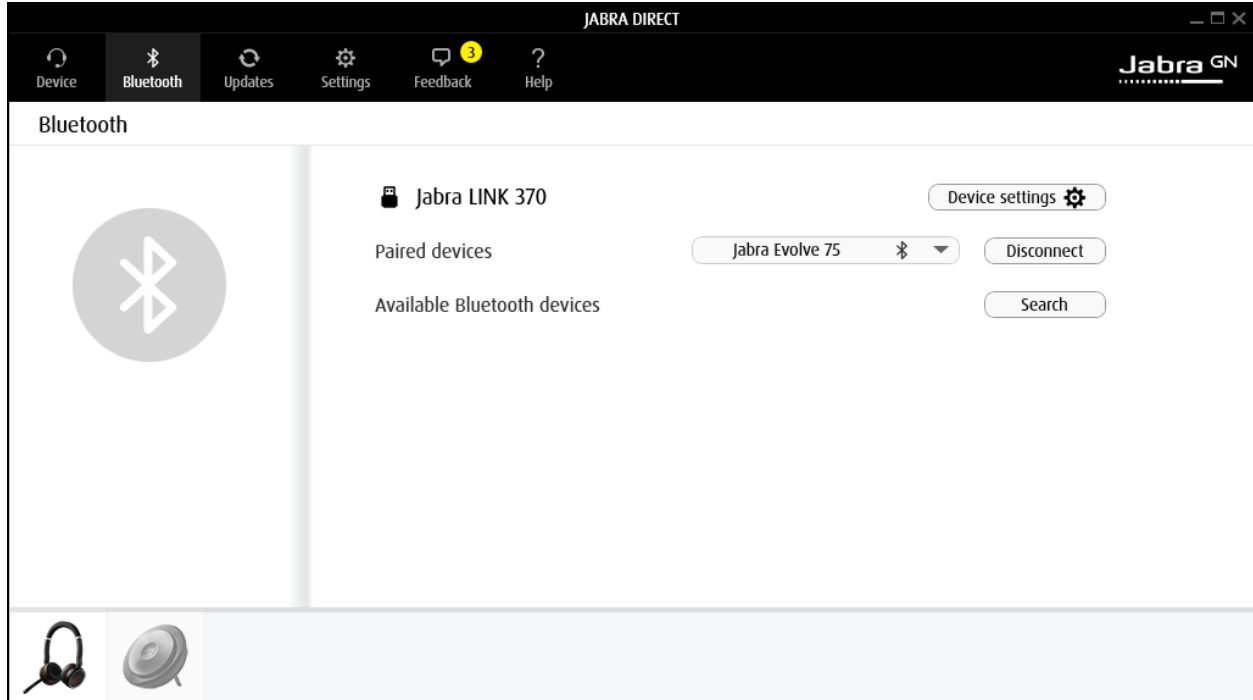 JABRA DIRECT
Device
Bluetooth
Updates
Settings
3
Feedback
?
Help
Jabra GN
Bluetooth
Jabra LINK 370
Device settings
Paired devices
Jabra Evolve 75
Disconnect
Available Bluetooth devices
Search